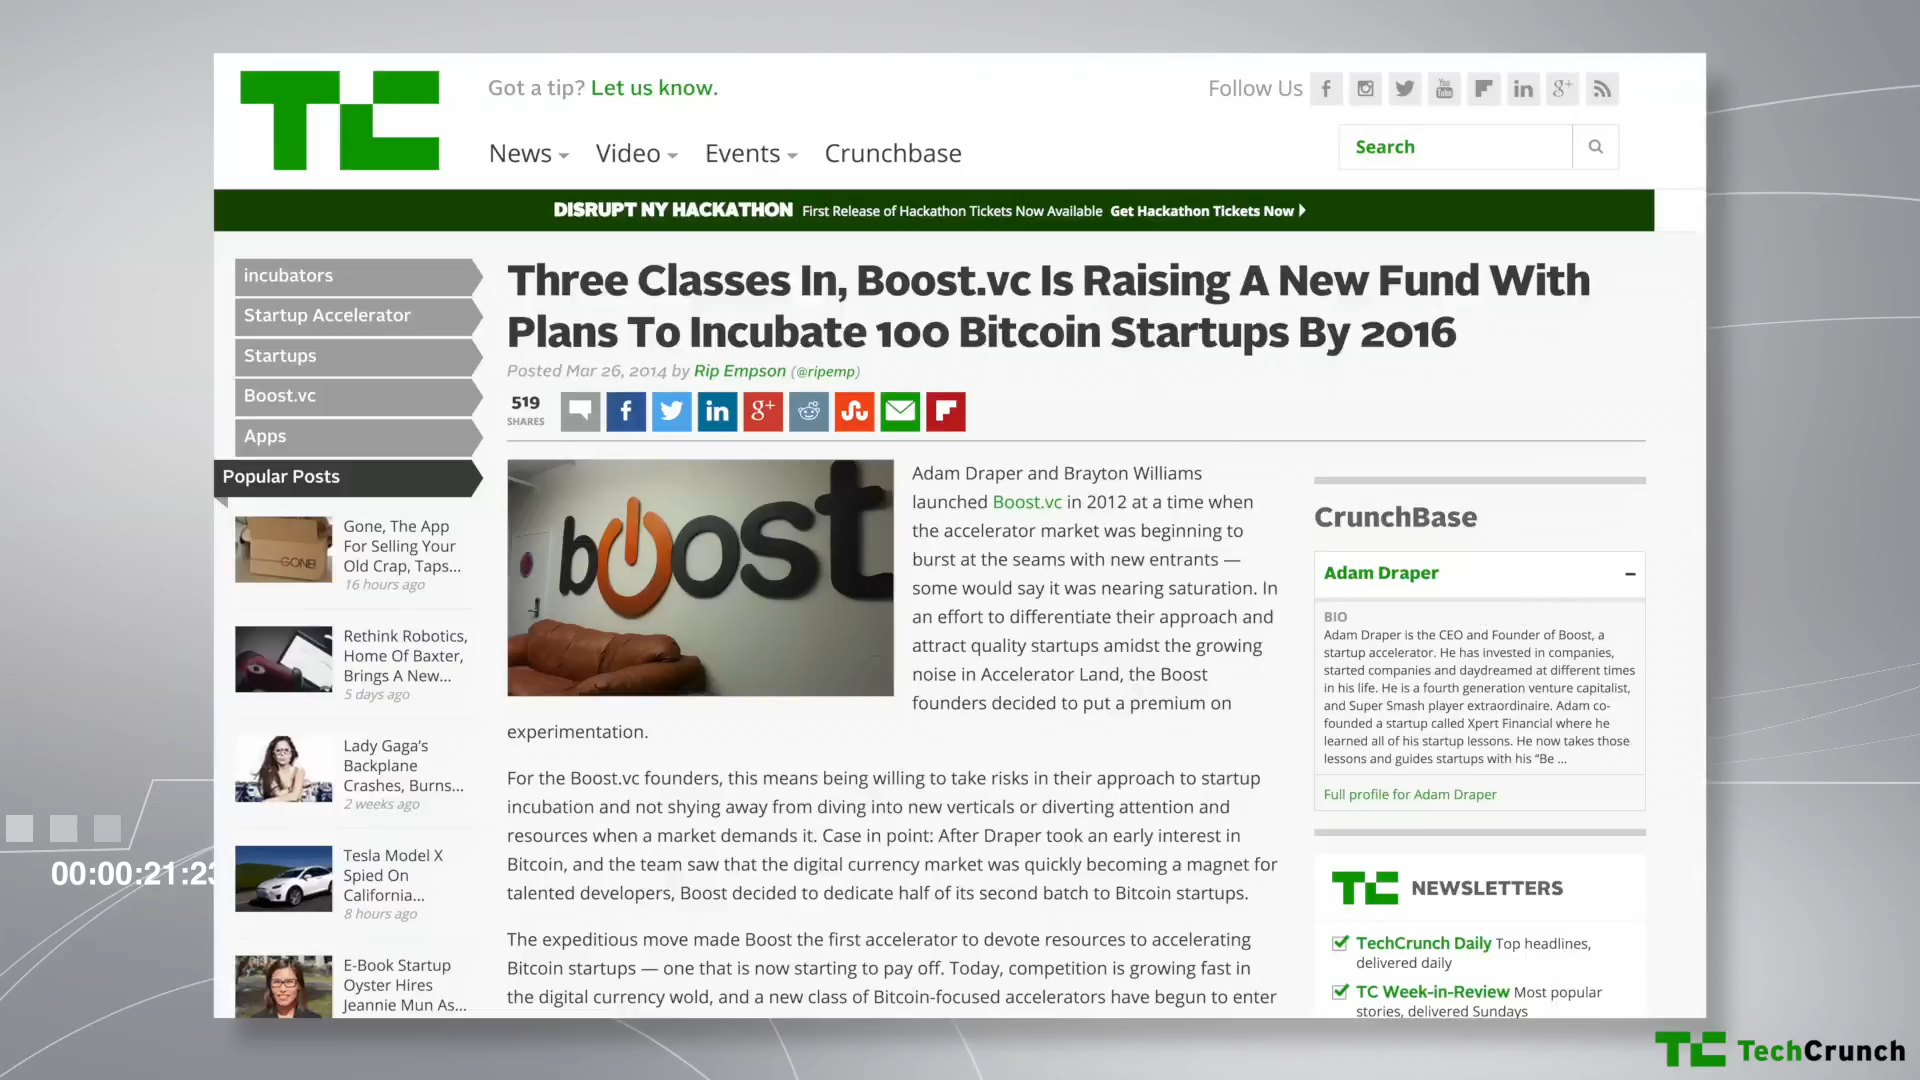 TC
Got a tip? Let us know.
Follow Us
News Video Events Crunchbase
Search
DISRUPT NY HACKATHON First Release of Hackathon Tickets Now Available Get Hackathon Tickets Now
incubators
Startup Accelerator
Startups
Boost.vc
Apps
Popular Posts
Gone, The App
For Selling Your
Old Crap, Taps...
16 hours ago
Rethink Robotics,
Home Of Baxter,
Brings A New...
5 days ago
Lady Gaga's
Backplane
Crashes, Burns...
2 weeks ago
Tesla Model X
Spied On
California...
8 hours ago
E-Book Startup
Oyster Hires
Jeannie Mun As...
Three Classes In, Boost.vc Is Raising A New Fund With
Plans To Incubate 100 Bitcoin Startups By 2016
Posted Mar 26, 2014 by Rip Empson (@ripemp)
519
SHARES
boost
GONE!
Adam Draper and Brayton Williams
launched Boost.vc in 2012 at a time when
the accelerator market was beginning to
burst at the seams with new entrants —
some would say it was nearing saturation. In
an effort to differentiate their approach and
attract quality startups amidst the growing
noise in Accelerator Land, the Boost
founders decided to put a premium on
experimentation.
For the Boost.vc founders, this means being willing to take risks in their approach to startup
incubation and not shying away from diving into new verticals or diverting attention and
resources when a market demands it. Case in point: After Draper took an early interest in
Bitcoin, and the team saw that the digital currency market was quickly becoming a magnet for
talented developers, Boost decided to dedicate half of its second batch to Bitcoin startups.
The expeditious move made Boost the first accelerator to devote resources to accelerating
Bitcoin startups — one that is now starting to pay off. Today, competition is growing fast in
the digital currency wold, and a new class of Bitcoin-focused accelerators have begun to enter
CrunchBase
Adam Draper
BIO
Adam Draper is the CEO and Founder of Boost, a
startup accelerator. He has invested in companies,
started companies and daydreamed at different times
in his life. He is a fourth generation venture capitalist,
and Super Smash player extraordinaire. Adam co-
founded a startup called Xpert Financial where he
learned all of his startup lessons. He now takes those
lessons and guides startups with his "Be ...
Full profile for Adam Draper
TC NEWSLETTERS
TechCrunch Daily Top headlines,
delivered daily
TC Week-in-Review Most popular
stories, delivered Sundays
00:00:21:23
TC TechCrunch